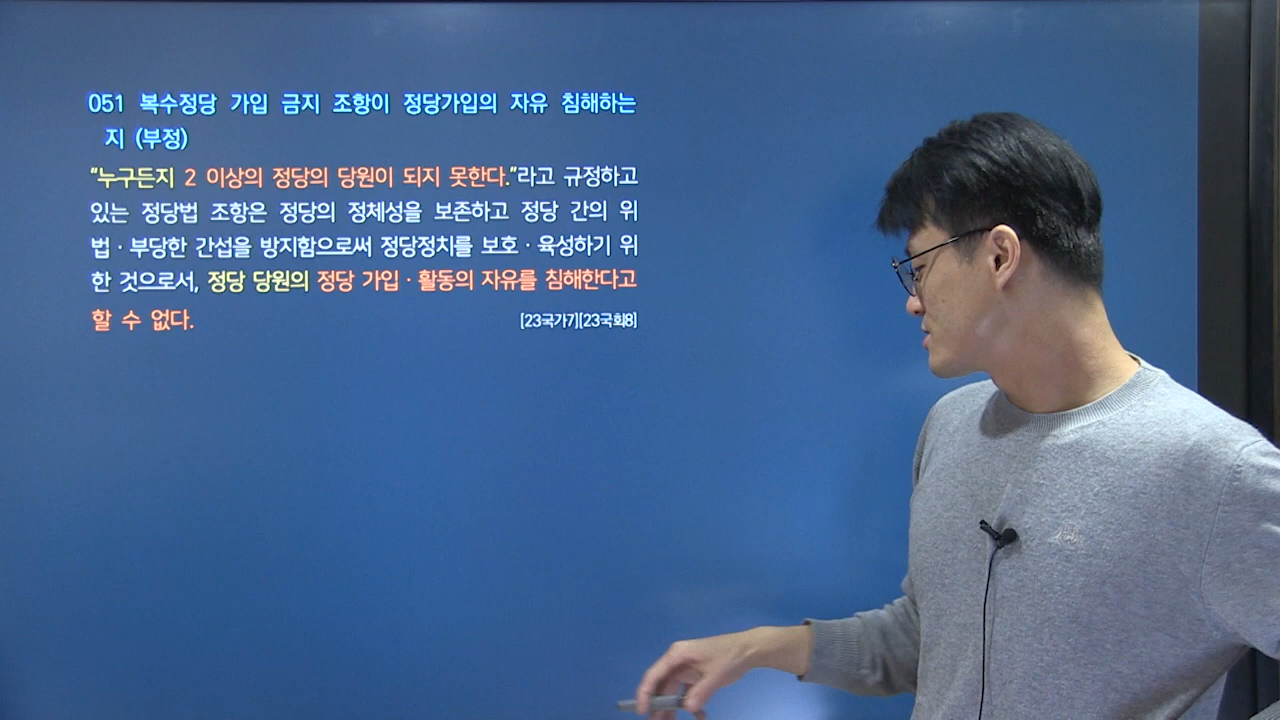 051 복수정당 가입 금지 조항이 정당가입의 자유 침해하는
지 (부정)
"누구든지 2 이상의 정당의 당원이 되지 못한다."라고 규정하고
있는 정당법 조항은 정당의 정체성을 보존하고 정당 간의 위
법·부당한 간섭을 방지함으로써 정당정치를 보호·육성하기 위
한 것으로서, 정당 당원의 정당 가입·활동의 자유를 침해한다고
할 수 없다. [23국가7][23국회8]